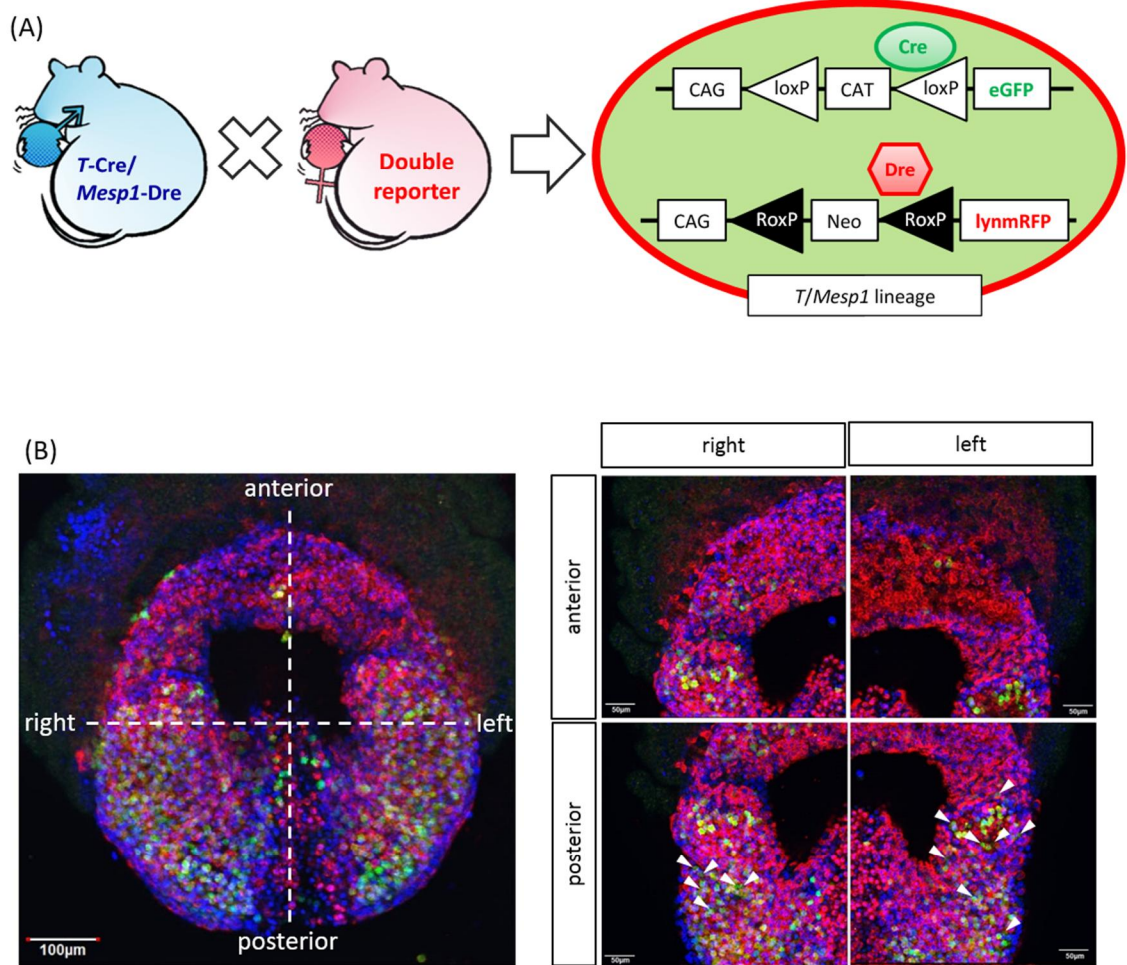 (A)
T-Cre/
Mesp1-Dre
Double
reporter
Cre
CAG
loxP
CAT
loxP
eGFP
Dre
CAG
RoxP
Neo
RoxP
lynmRFP
T/Mesp1 lineage
(B)
anterior
right
left
posterior
100μm
right
left
anterior
50μm
50μm
posterior
50μm
50μm